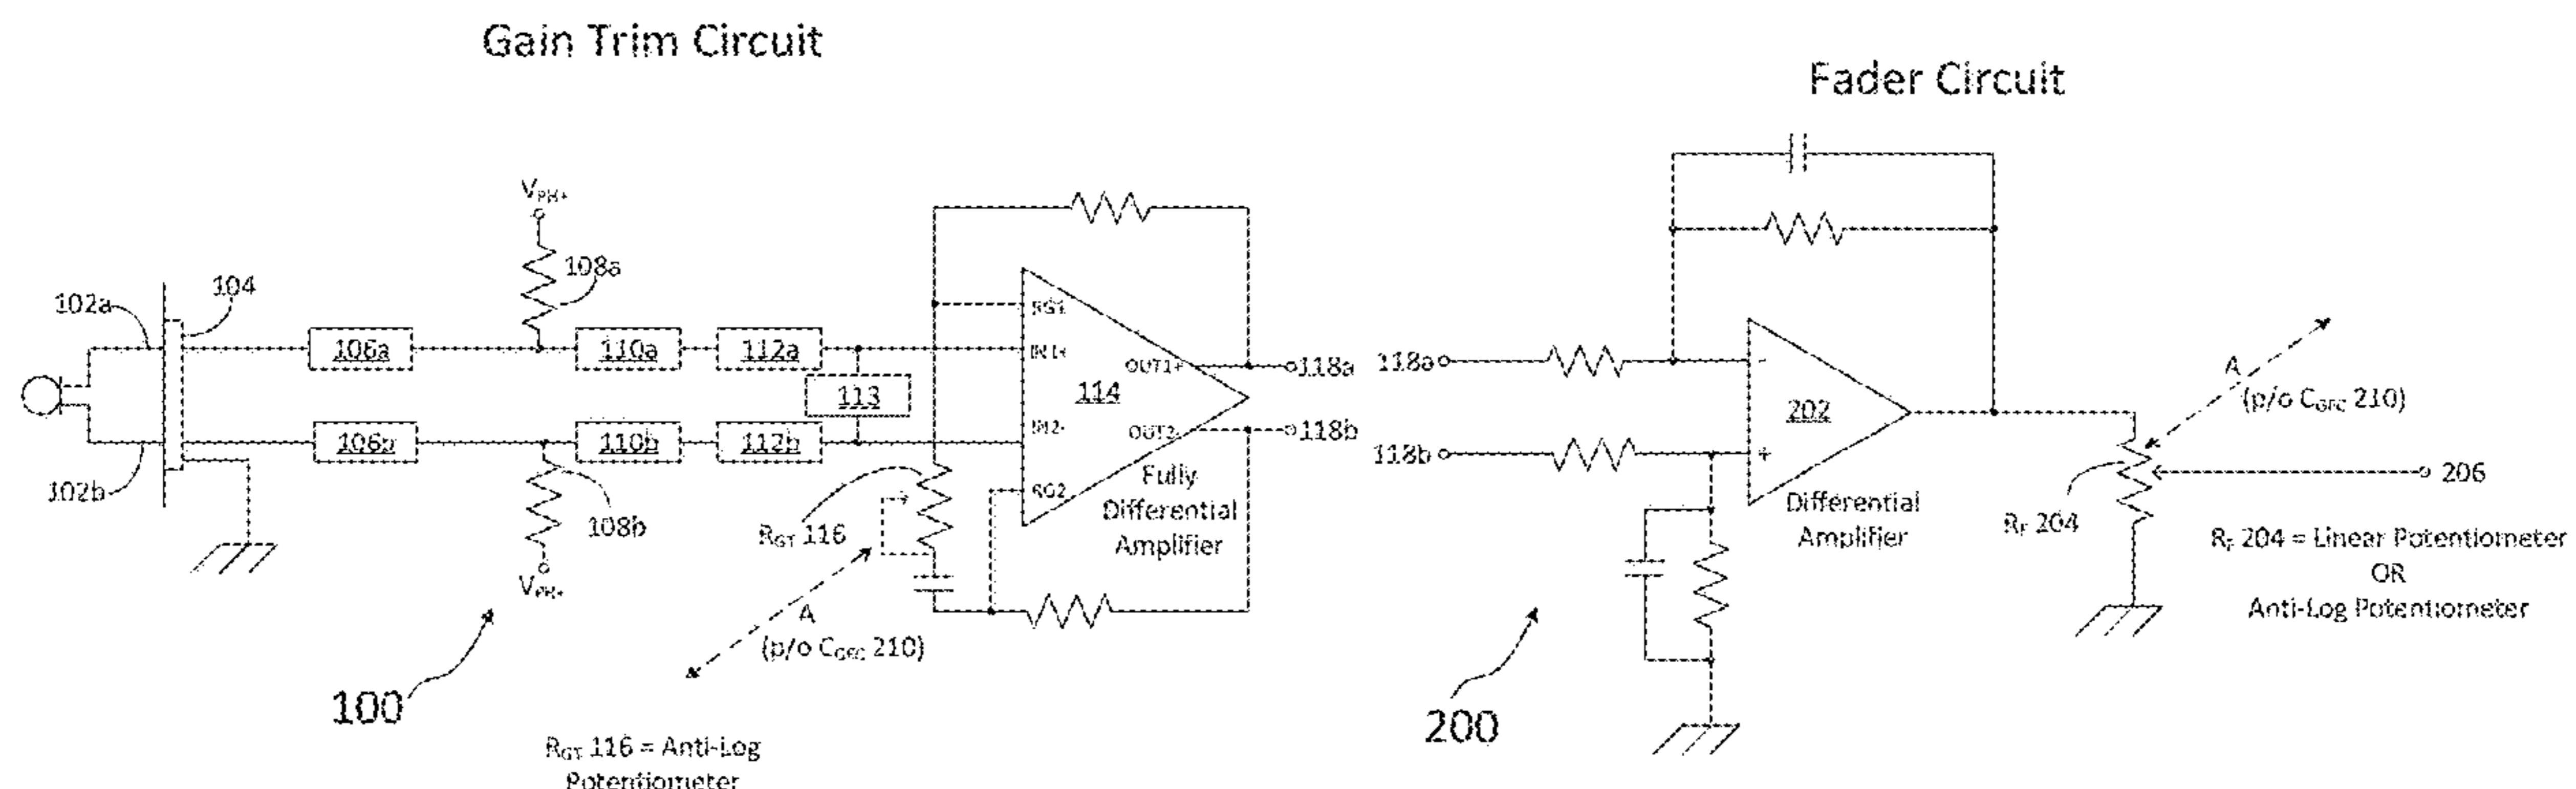 Gain Trim Circuit
Fader Circuit
VPH+
108a
104
102a
106a
110a
112a
RG1
IN1+
OUT1+
118a
118a
-
A
(p/o CGFC 210)
113
114
202
106b
110b
112b
IN2-
OUT2-
118b
118b
+
206
102b
108b
RG2
Fully
Differential
Amplifier
Differential
Amplifier
RGT 116
RF 204
RF 204 = Linear Potentiometer
OR
Anti-Log Potentiometer
VPH+
A
(p/o CGFC 210)
100
200
RGT 116 = Anti-Log
Potentiometer